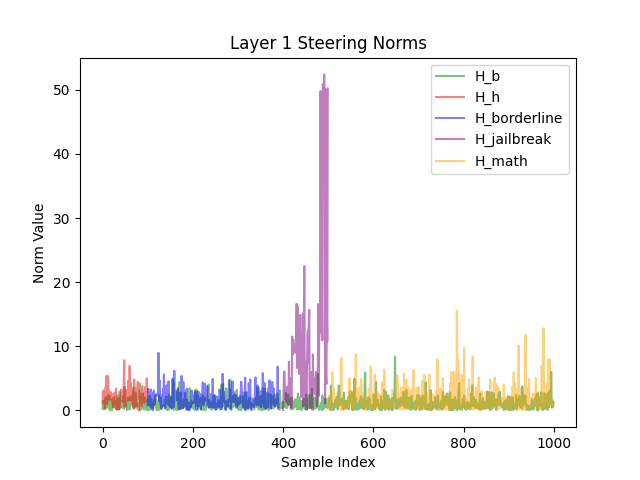 Layer 1 Steering Norms
50
40
30
20
10
0
Norm Value
H_b
H_h
H_borderline
H_jailbreak
H_math
0 200 400 600 800 1000
Sample Index